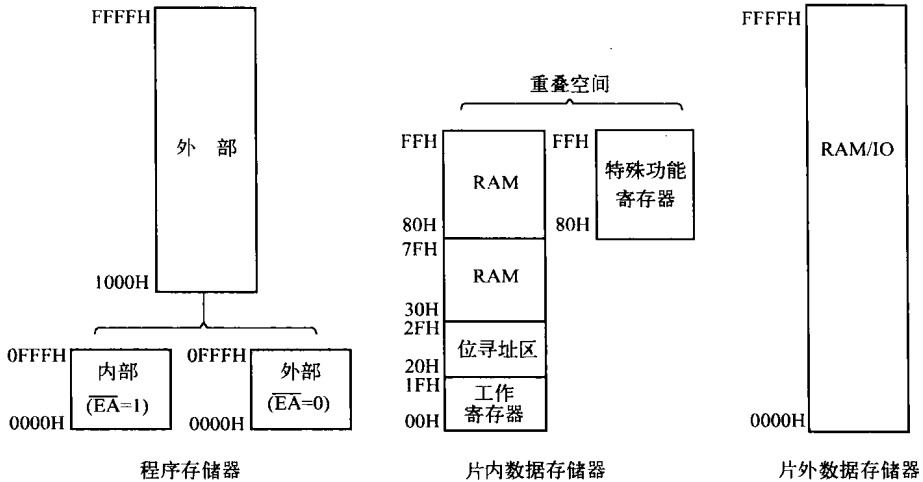 FFFFH
外 部
1000H
0FFFH
内部
(E̅A̅=1)
0000H
0FFFH
外部
(E̅A̅=0)
0000H
程序存储器
重叠空间
FFH
RAM
80H
7FH
RAM
30H
2FH
位寻址区
20H
1FH
工作
寄存器
00H
FFH
特殊功能
寄存器
80H
片内数据存储器
FFFFH
RAM/IO
0000H
片外数据存储器